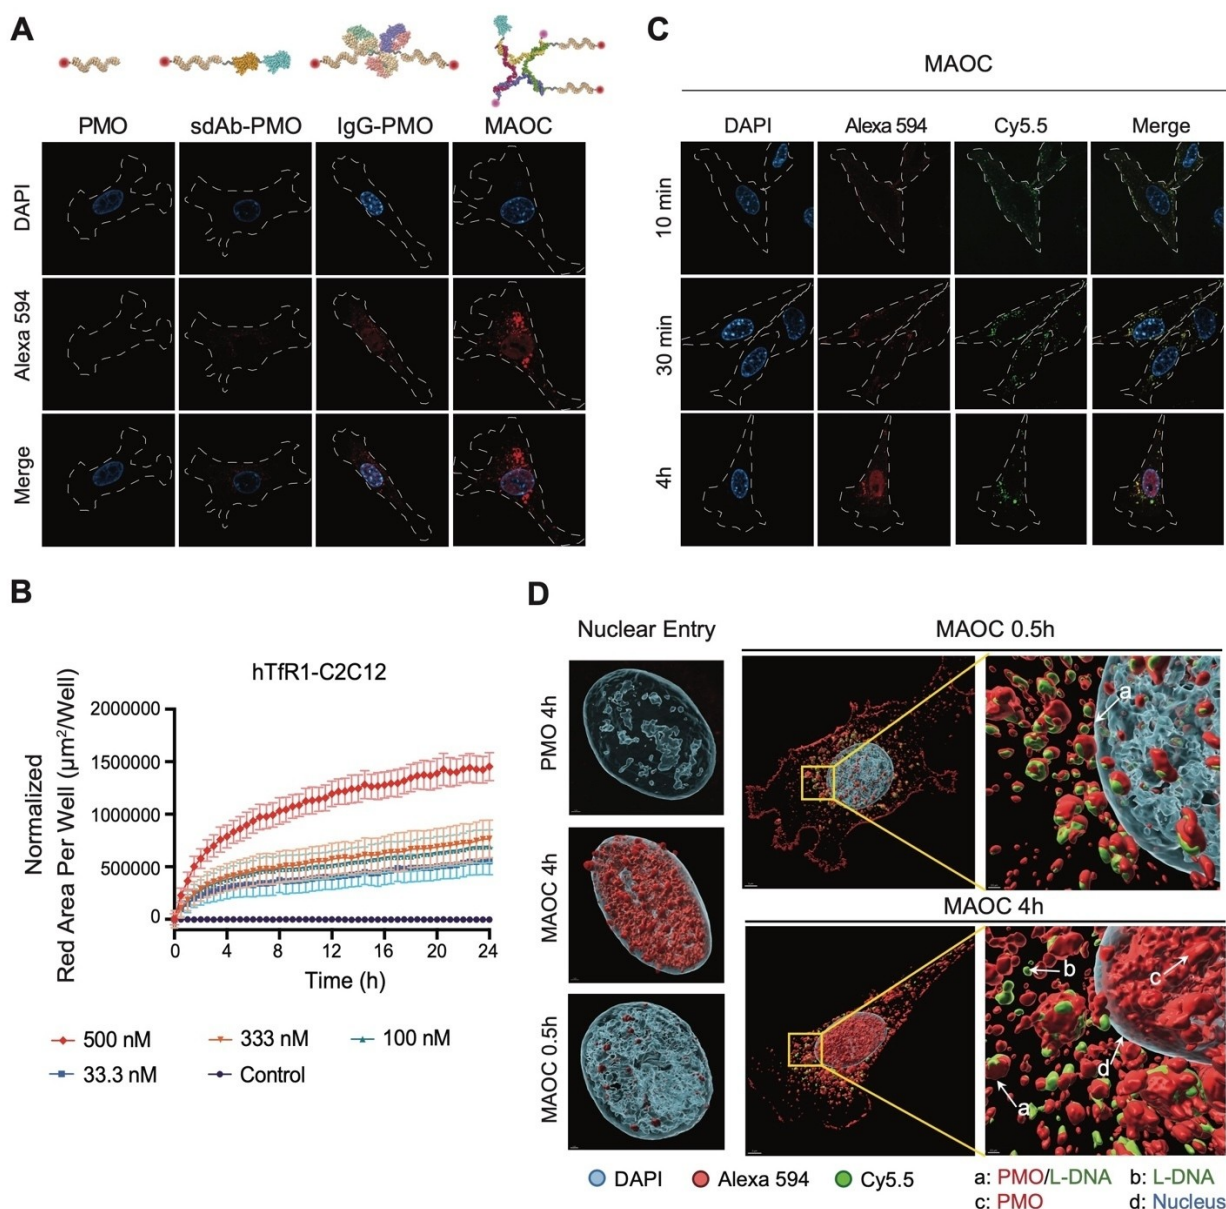 A
PMO
sdAb-PMO
IgG-PMO
MAOC
DAPI
Alexa 594
Merge
C
MAOC
DAPI
Alexa 594
Cy5.5
Merge
10 min
30 min
4h
B
hTfR1-C2C12
Normalized
Red Area Per Well (µm²/Well)
2000000
1500000
1000000
500000
0
0
4
8
12
16
20
24
Time (h)
500 nM
333 nM
100 nM
33.3 nM
Control
D
Nuclear Entry
PMO 4h
MAOC 4h
MAOC 0.5h
MAOC 0.5h
a
MAOC 4h
b
c
d
a
DAPI
Alexa 594
Cy5.5
a: PMO/L-DNA
b: L-DNA
c: PMO
d: Nucleus